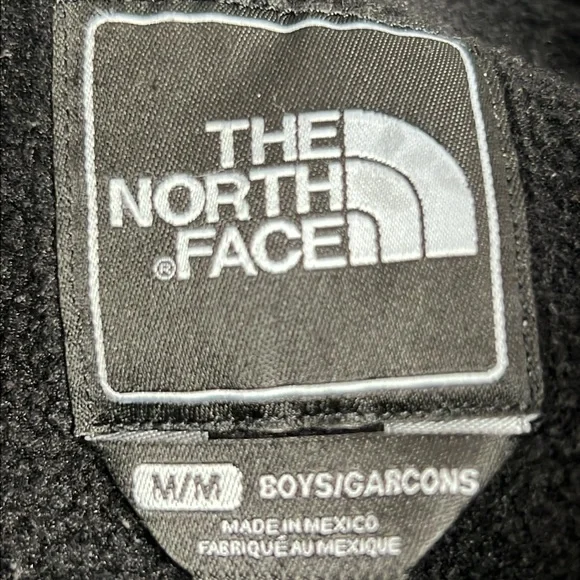 THE
NORTH
®FACE
M/M BOYS/GARCONS
MADE IN MEXICO
FABRIQUÉ AU MEXIQUE